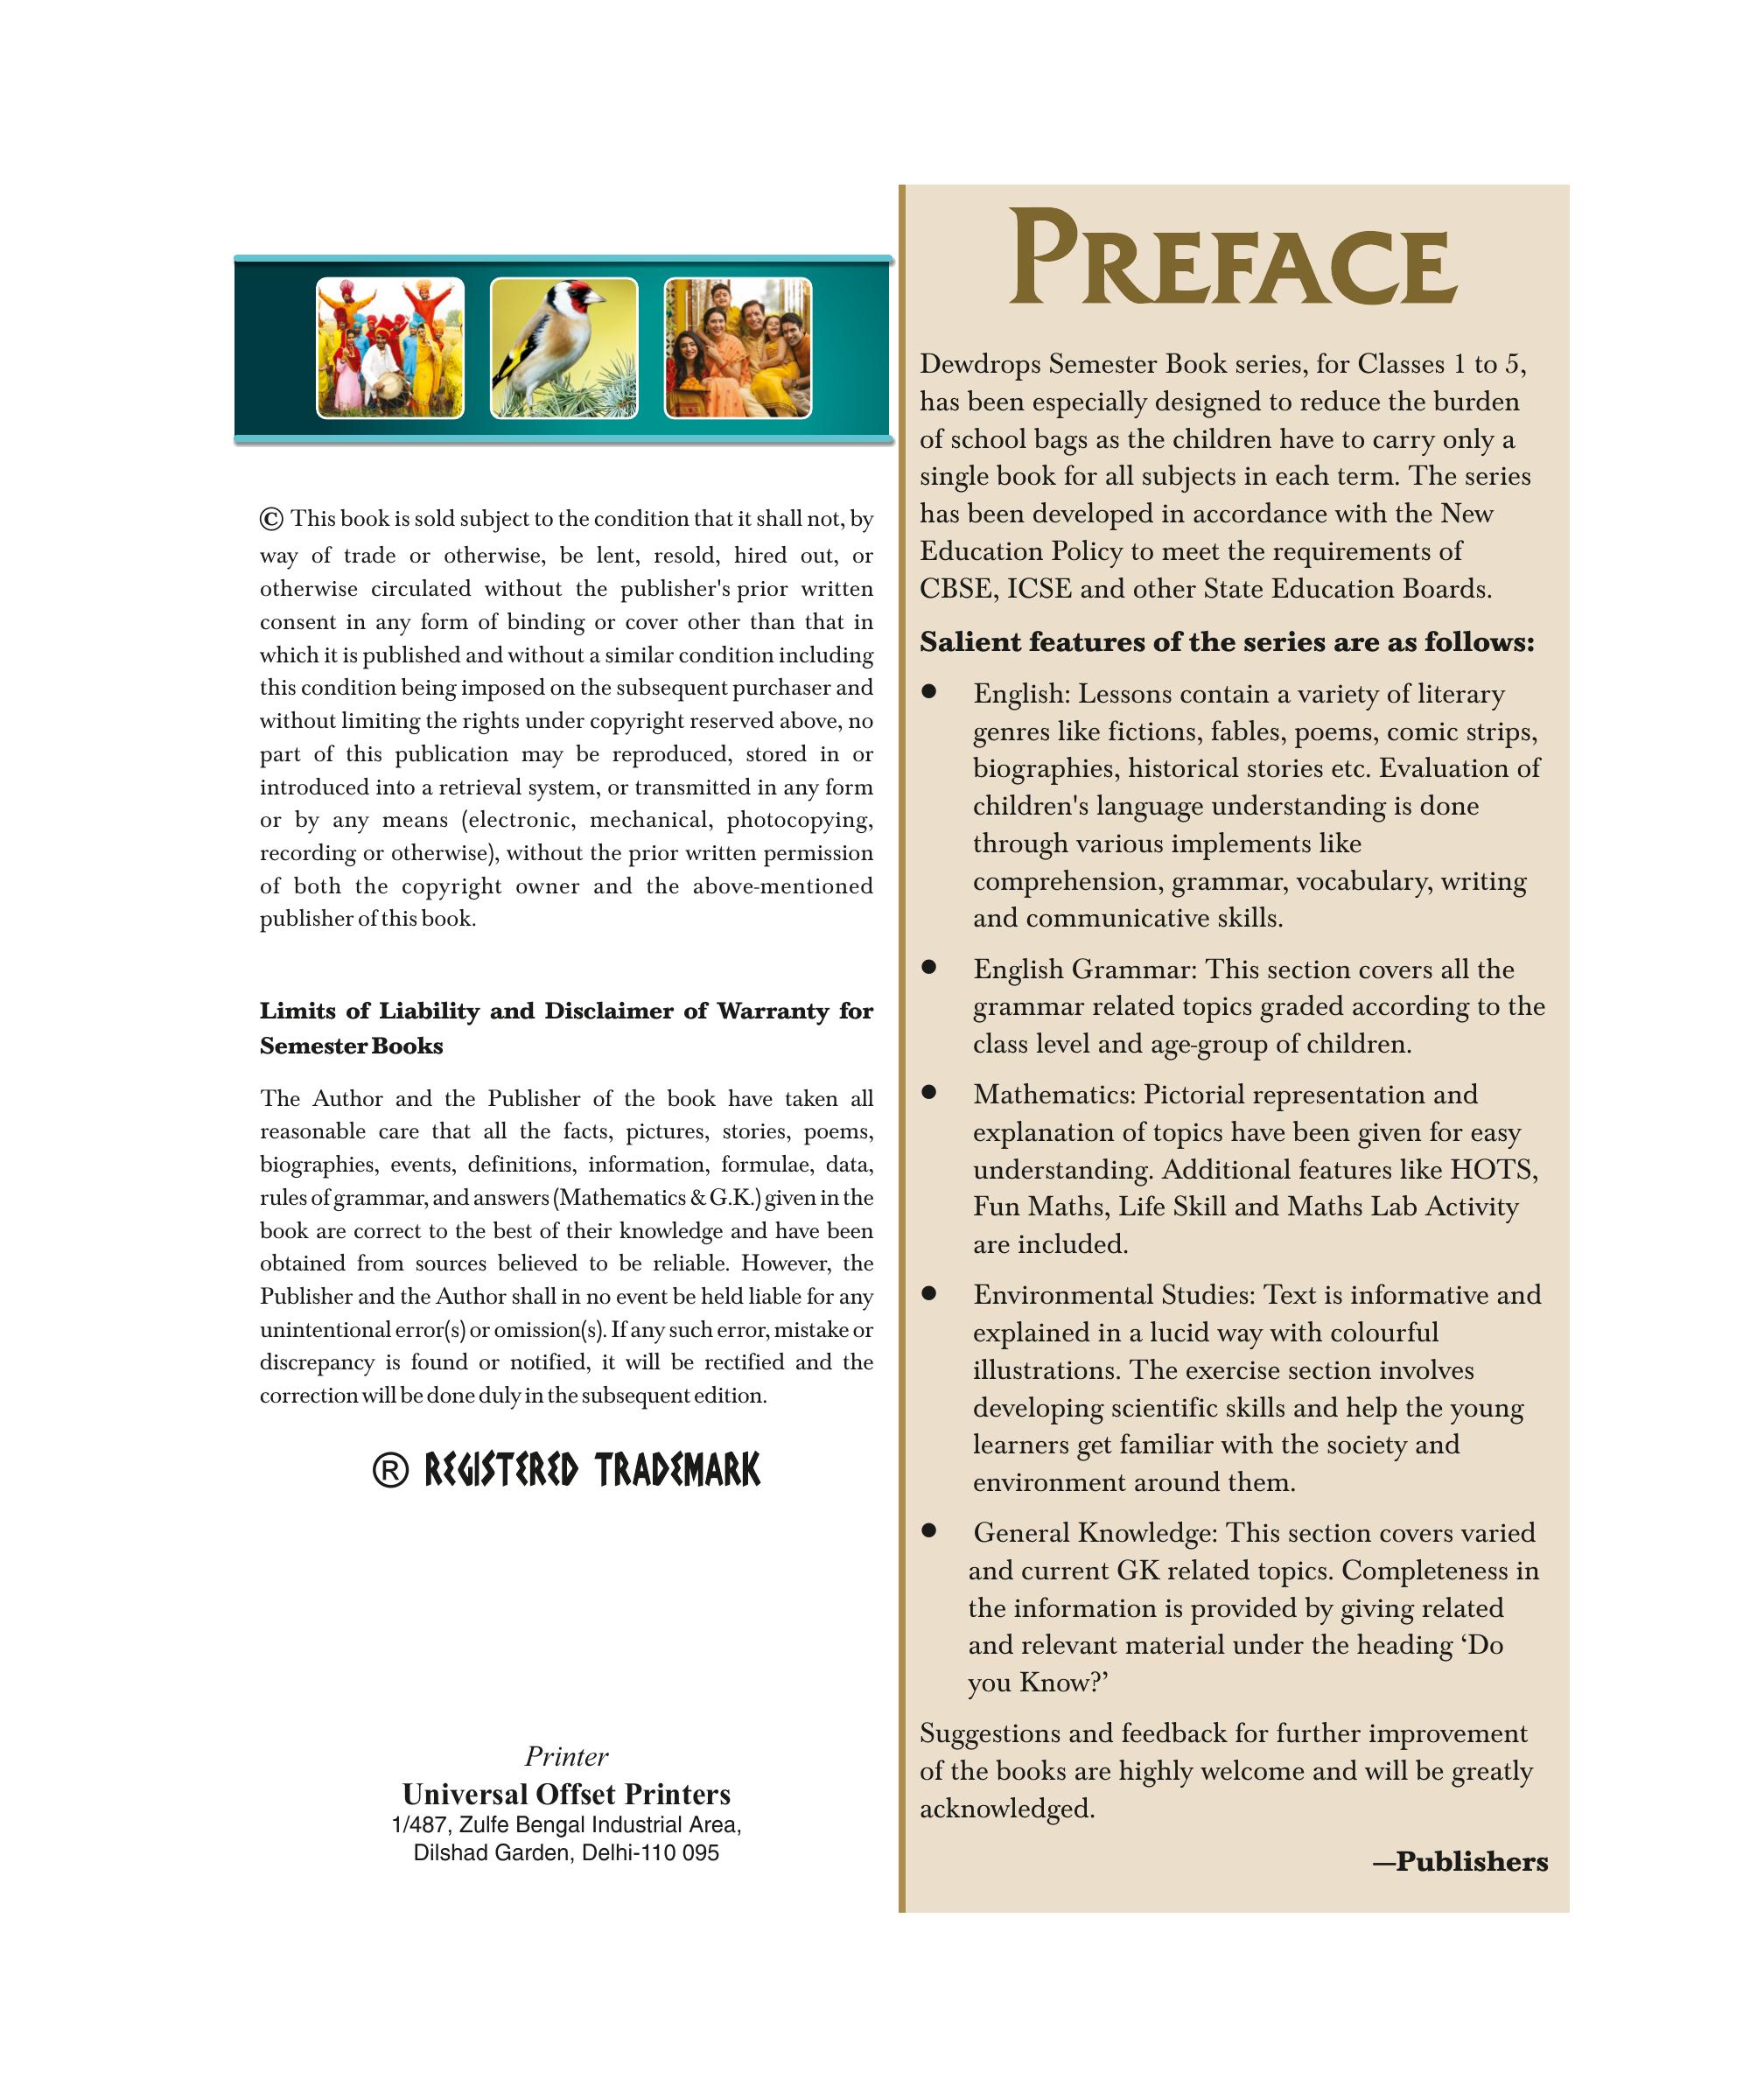 © This book is sold subject to the condition that it shall not, by
way of trade or otherwise, be lent, resold, hired out, or
otherwise circulated without the publisher's prior written
consent in any form of binding or cover other than that in
which it is published and without a similar condition including
this condition being imposed on the subsequent purchaser and
without limiting the rights under copyright reserved above, no
part of this publication may be reproduced, stored in or
introduced into a retrieval system, or transmitted in any form
or by any means (electronic, mechanical, photocopying,
recording or otherwise), without the prior written permission
of both the copyright owner and the above-mentioned
publisher of this book.
Limits of Liability and Disclaimer of Warranty for
Semester Books
The Author and the Publisher of the book have taken all
reasonable care that all the facts, pictures, stories, poems,
biographies, events, definitions, information, formulae, data,
rules of grammar, and answers (Mathematics & G.K.) given in the
book are correct to the best of their knowledge and have been
obtained from sources believed to be reliable. However, the
Publisher and the Author shall in no event be held liable for any
unintentional error(s) or omission(s). If any such error, mistake or
discrepancy is found or notified, it will be rectified and the
correction will be done duly in the subsequent edition.
® REGISTERED TRADEMARK
Printer
Universal Offset Printers
1/487, Zulfe Bengal Industrial Area,
Dilshad Garden, Delhi-110 095
PREFACE
Dewdrops Semester Book series, for Classes 1 to 5,
has been especially designed to reduce the burden
of school bags as the children have to carry only a
single book for all subjects in each term. The series
has been developed in accordance with the New
Education Policy to meet the requirements of
CBSE, ICSE and other State Education Boards.
Salient features of the series are as follows:
● English: Lessons contain a variety of literary
genres like fictions, fables, poems, comic strips,
biographies, historical stories etc. Evaluation of
children's language understanding is done
through various implements like
comprehension, grammar, vocabulary, writing
and communicative skills.
● English Grammar: This section covers all the
grammar related topics graded according to the
class level and age-group of children.
● Mathematics: Pictorial representation and
explanation of topics have been given for easy
understanding. Additional features like HOTS,
Fun Maths, Life Skill and Maths Lab Activity
are included.
● Environmental Studies: Text is informative and
explained in a lucid way with colourful
illustrations. The exercise section involves
developing scientific skills and help the young
learners get familiar with the society and
environment around them.
● General Knowledge: This section covers varied
and current GK related topics. Completeness in
the information is provided by giving related
and relevant material under the heading ‘Do
you Know?’
Suggestions and feedback for further improvement
of the books are highly welcome and will be greatly
acknowledged.
—Publishers